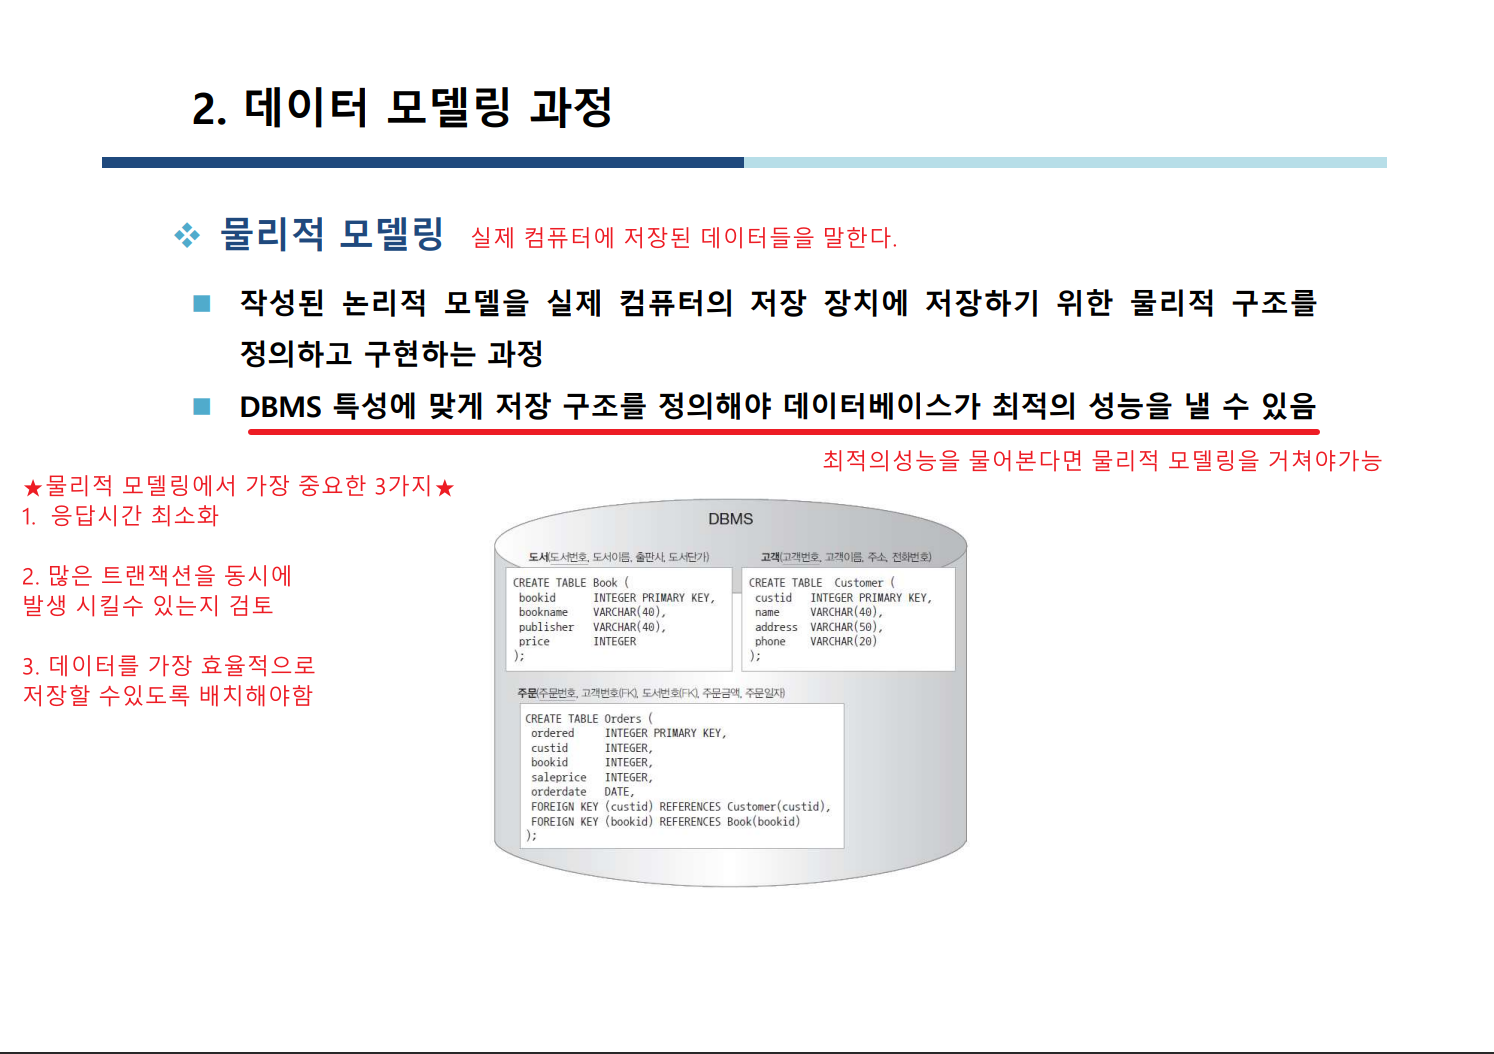 2. 데이터 모델링 과정
물리적 모델링 실제 컴퓨터에 저장된 데이터들을 말한다.
작성된 논리적 모델을 실제 컴퓨터의 저장 장치에 저장하기 위한 물리적 구조를
정의하고 구현하는 과정
DBMS 특성에 맞게 저장 구조를 정의해야 데이터베이스가 최적의 성능을 낼 수 있음
최적의성능을 물어본다면 물리적 모델링을 거쳐야가능
★물리적 모델링에서 가장 중요한 3가지★
1. 응답시간 최소화
2. 많은 트랜잭션을 동시에
발생 시킬수 있는지 검토
3. 데이터를 가장 효율적으로
저장할 수있도록 배치해야함
DBMS
도서(도서번호, 도서이름, 출판사, 도서단가)
CREATE TABLE Book (
bookid INTEGER PRIMARY KEY,
bookname VARCHAR(40),
publisher VARCHAR(40),
price INTEGER
);
고객(고객번호, 고객이름, 주소, 전화번호)
CREATE TABLE Customer (
custid INTEGER PRIMARY KEY,
name VARCHAR(40),
address VARCHAR(50),
phone VARCHAR(20)
);
주문(주문번호, 고객번호(FK), 도서번호(FK), 주문금액, 주문일자)
CREATE TABLE Orders (
ordered INTEGER PRIMARY KEY,
custid INTEGER,
bookid INTEGER,
saleprice INTEGER,
orderdate DATE,
FOREIGN KEY (custid) REFERENCES Customer(custid),
FOREIGN KEY (bookid) REFERENCES Book(bookid)
);